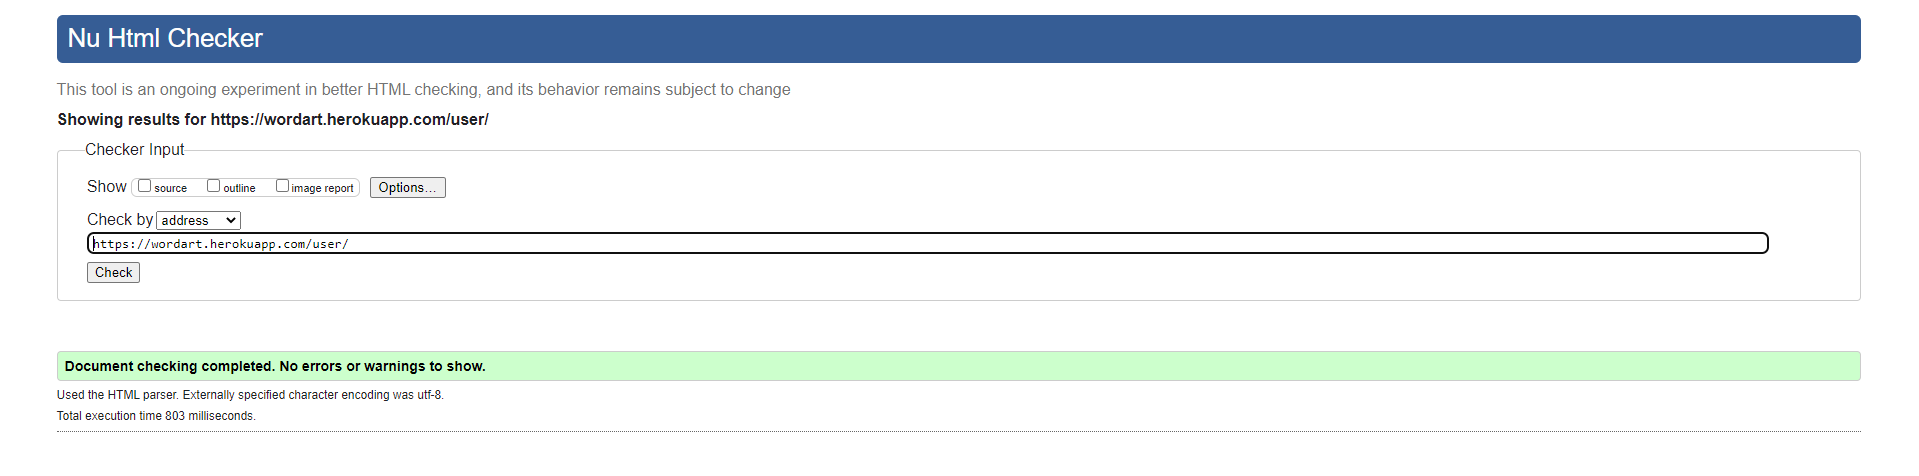 Nu Html Checker
This tool is an ongoing experiment in better HTML checking, and its behavior remains subject to change
Showing results for https://wordart.herokuapp.com/user/
Checker Input
Show source outline image report Options...
Check by address
https://wordart.herokuapp.com/user/
Check
Document checking completed. No errors or warnings to show.
Used the HTML parser. Externally specified character encoding was utf-8.
Total execution time 803 milliseconds.